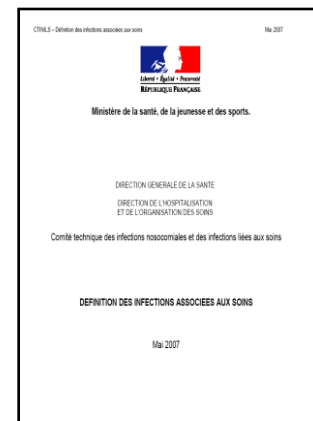 CTINILS – Définition des infections associées aux soins Mai 2007
Liberté • Égalité • Fraternité
RÉPUBLIQUE FRANÇAISE
Ministère de la santé, de la jeunesse et des sports.
DIRECTION GENERALE DE LA SANTE
DIRECTION DE L'HOSPITALISATION
ET DE L'ORGANISATION DES SOINS
Comité technique des infections nosocomiales et des infections liées aux soins
DEFINITION DES INFECTIONS ASSOCIEES AUX SOINS
Mai 2007